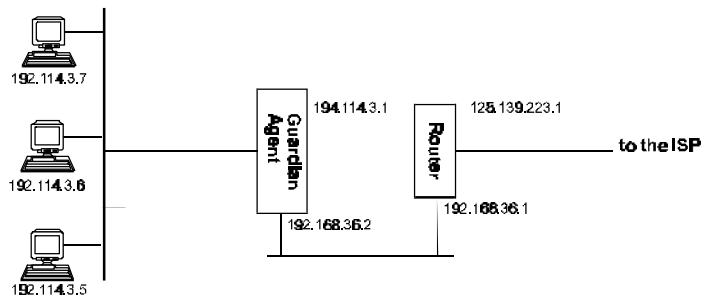 192.114.3.7
192.114.3.6
192.114.3.5
Guardian
Agent
194.114.3.1
192.168.36.2
Router
125.139.223.1
192.168.36.1
to the ISP